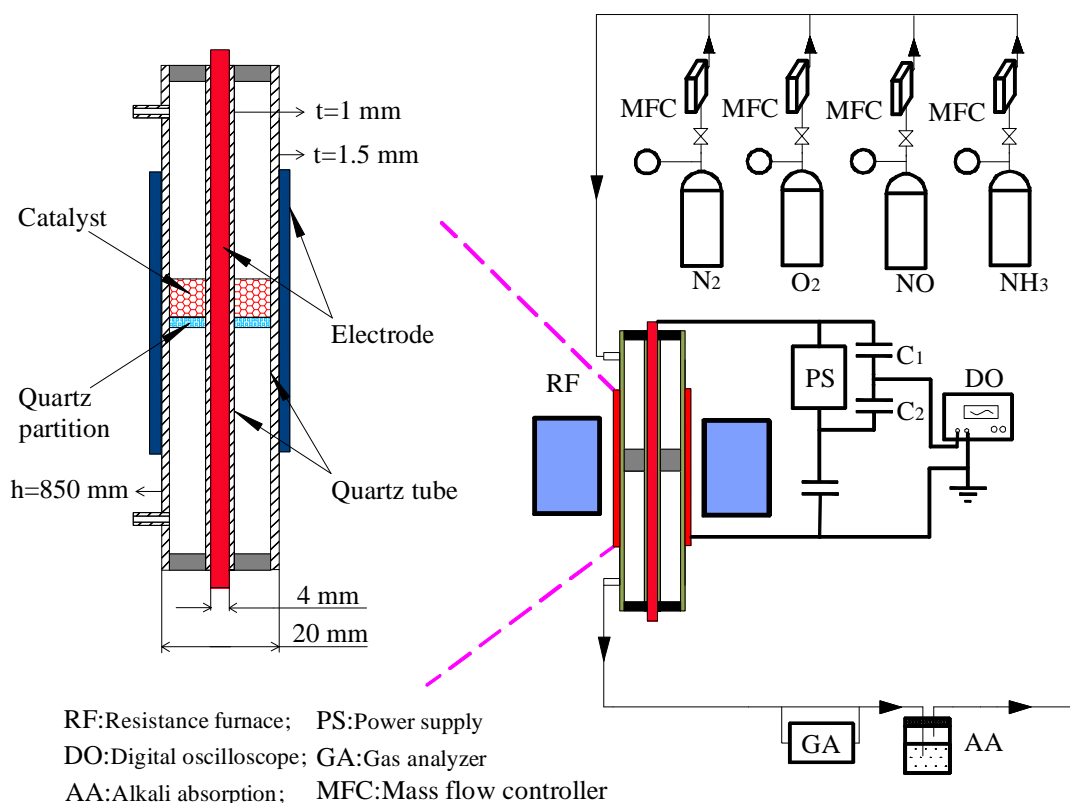 t=1 mm
t=1.5 mm
Catalyst
Electrode
Quartz
partition
Quartz tube
h=850 mm
4 mm
20 mm
MFC
MFC
MFC
MFC
N2
O2
NO
NH3
RF
PS
C1
C2
DO
GA
AA
RF:Resistance furnace; PS:Power supply
DO:Digital oscilloscope; GA:Gas analyzer
AA:Alkali absorption; MFC:Mass flow controller